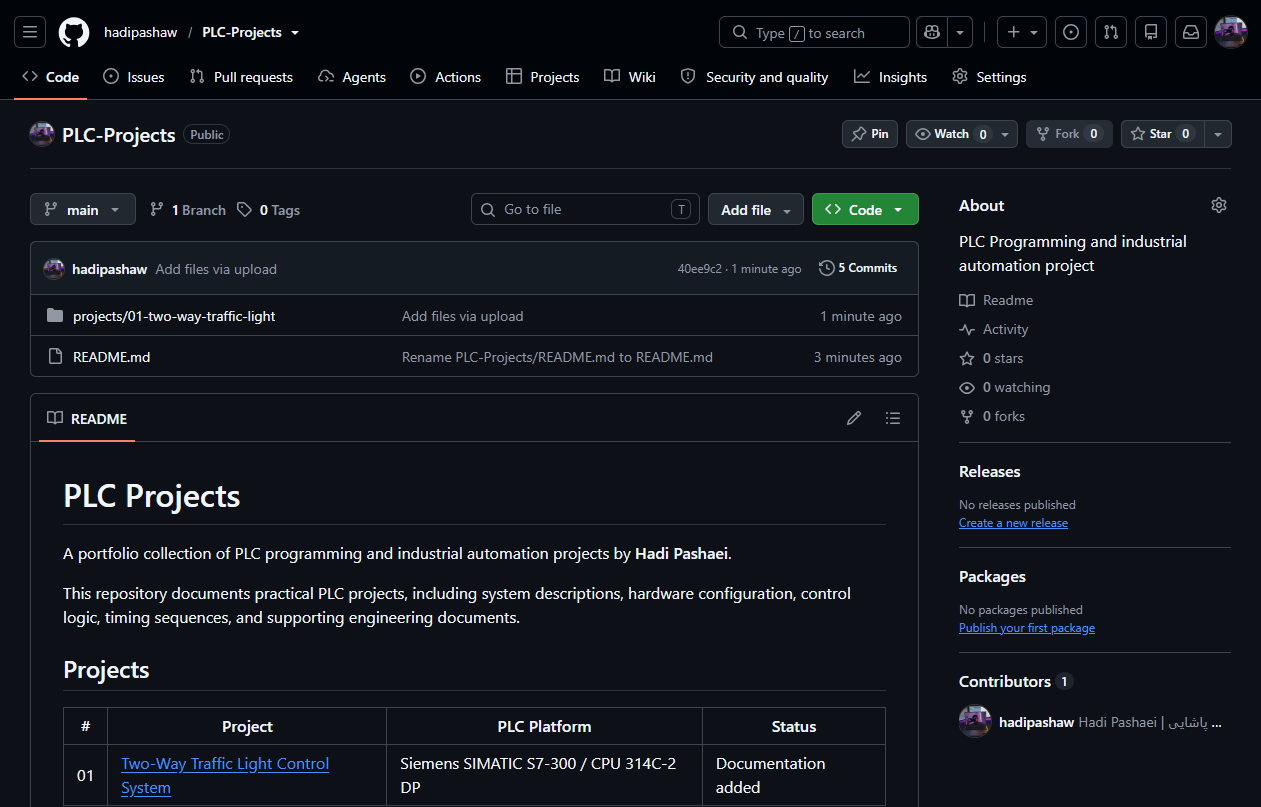 hadipashaw / PLC-Projects
Type / to search
Code Issues Pull requests Agents Actions Projects Wiki Security and quality Insights Settings
PLC-Projects Public
Pin Watch 0 Fork 0 Star 0
main 1 Branch 0 Tags Go to file T Add file Code
hadipashaw Add files via upload 40ee9c2 · 1 minute ago 5 Commits
projects/01-two-way-traffic-light Add files via upload 1 minute ago
README.md Rename PLC-Projects/README.md to README.md 3 minutes ago
README
PLC Projects
A portfolio collection of PLC programming and industrial automation projects by Hadi Pashaei.
This repository documents practical PLC projects, including system descriptions, hardware configuration, control
logic, timing sequences, and supporting engineering documents.
Projects
# Project PLC Platform Status
01 Two-Way Traffic Light Control System Siemens SIMATIC S7-300 / CPU 314C-2 DP Documentation added
About
PLC Programming and industrial
automation project
Readme
Activity
0 stars
0 watching
0 forks
Releases
No releases published
Create a new release
Packages
No packages published
Publish your first package
Contributors 1
hadipashaw Hadi Pashaei | پاشایی ...